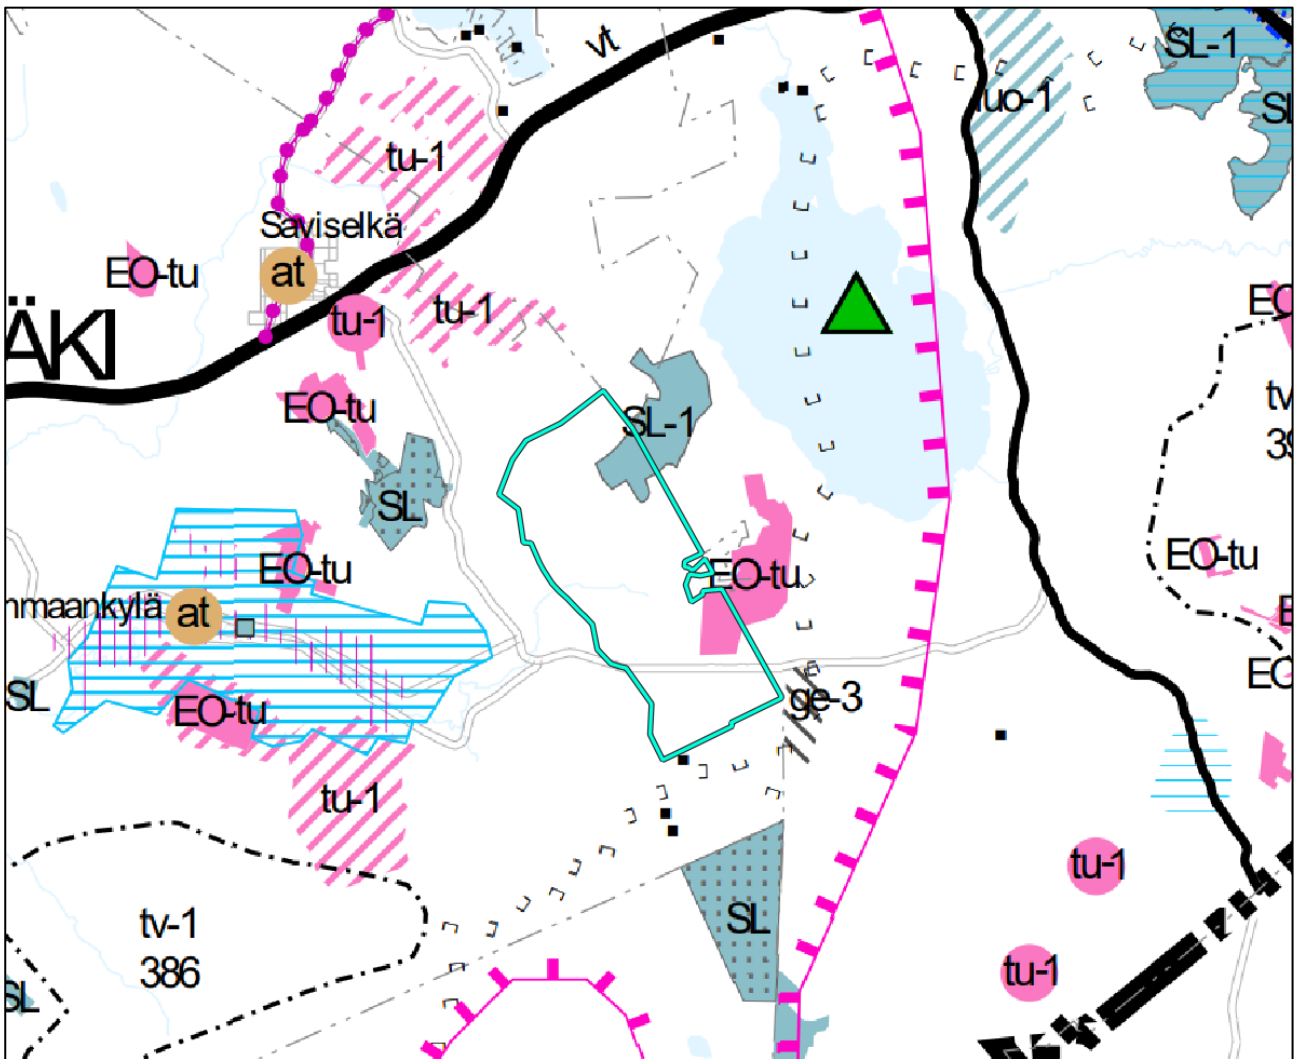 vt
SL-1
luo-1
SL
tu-1
Saviselkä
EO-tu
at
ÄKI
tu-1
tu-1
EO-tu
SL-1
SL
EO-tu
EO-tu
EO-tu
nmaankylä
at
SL
EO-tu
ge-3
tu-1
tu-1
tv-1
386
SL
tu-1
SL